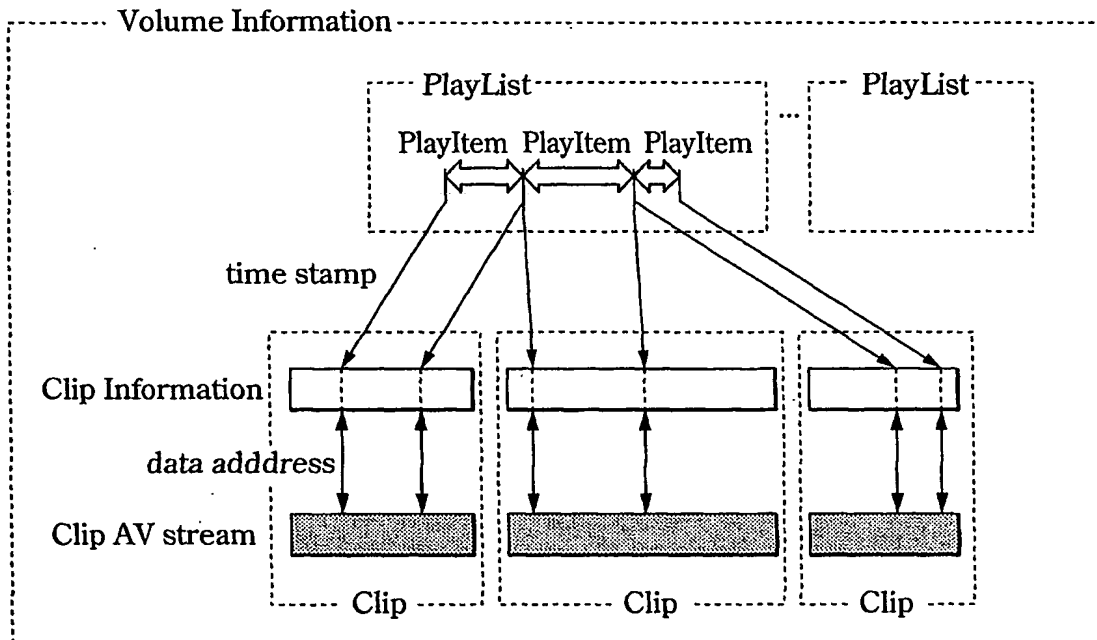 Volume Information
PlayList
PlayList
...
PlayItem PlayItem PlayItem
time stamp
Clip Information
data adddress
Clip AV stream
Clip
Clip
Clip